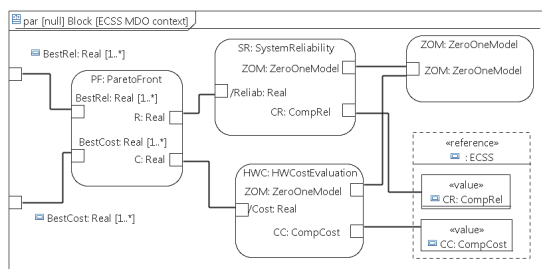 par [null] Block [ECSS MDO context]
BestRel: Real [1..*]
PF: ParetoFront
BestRel: Real [1..*]
R: Real
BestCost: Real [1..*]
C: Real
BestCost: Real [1..*]
SR: SystemReliability
ZOM: ZeroOneModel
/Reliab: Real
CR: CompRel
HWC: HWCostEvaluation
ZOM: ZeroOneModel
/Cost: Real
CC: CompCost
ZOM: ZeroOneModel
ZOM: ZeroOneModel
«reference»
: ECSS
«value»
CR: CompRel
«value»
CC: CompCost